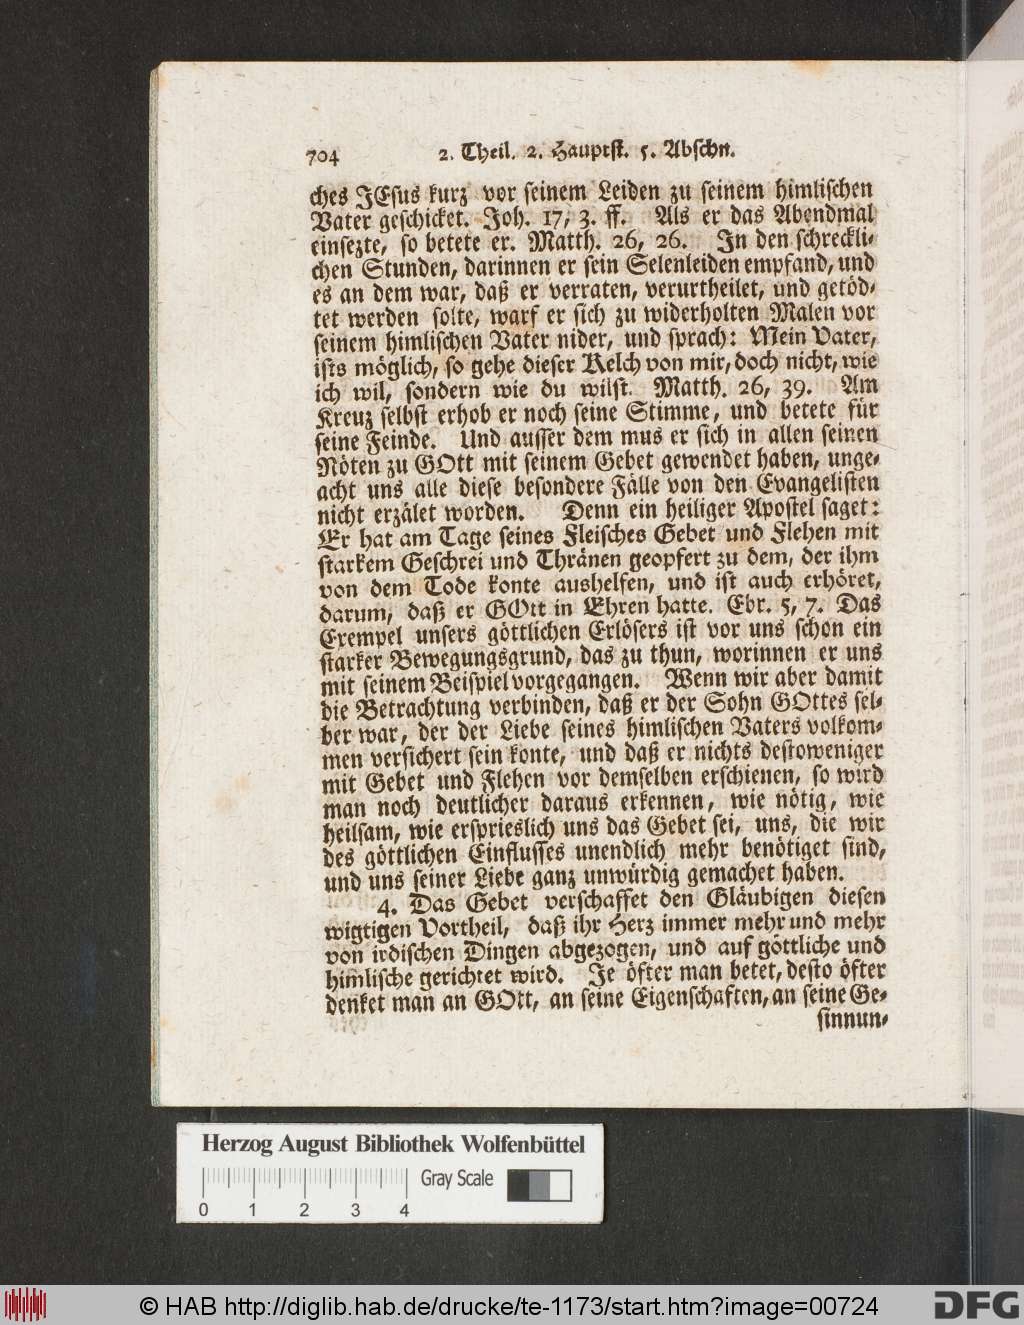 704 2. Theil. 2. Hauptst. 5. Abschn.
ches JEsus kurz vor seinem Leiden zu seinem himlischen
Vater geschicket. Joh. 17, 3. ff. Als er das Abendmal
einsezte, so betete er. Matth. 26, 26. In den schreckli-
chen Stunden, darinnen er sein Selenleiden empfand, und
es an dem war, daß er verraten, verurtheilet, und getöd-
tet werden solte, warf er sich zu widerholten Malen vor
seinem himlischen Vater nider, und sprach: Mein Vater,
ists möglich, so gehe dieser Kelch von mir, doch nicht, wie
ich wil, sondern wie du wilst. Matth. 26, 39. Am
Kreuz selbst erhob er noch seine Stimme, und betete für
seine Feinde. Und ausser dem mus er sich in allen seinen
Nöten zu GOtt mit seinem Gebet gewendet haben, unge-
acht uns alle diese besondere Fälle von den Evangelisten
nicht erzälet worden. Denn ein heiliger Apostel saget:
Er hat am Tage seines Fleisches Gebet und Flehen mit
starkem Geschrei und Thränen geopfert zu dem, der ihm
von dem Tode konte aushelfen, und ist auch erhöret,
darum, daß er GOtt in Ehren hatte. Ebr. 5, 7. Das
Exempel unsers göttlichen Erlösers ist vor uns schon ein
starker Bewegungsgrund, das zu thun, worinnen er uns
mit seinem Beispiel vorgegangen. Wenn wir aber damit
die Betrachtung verbinden, daß er der Sohn GOttes sel-
ber war, der der Liebe seines himlischen Vaters volkom-
men versichert sein konte, und daß er nichts destoweniger
mit Gebet und Flehen vor demselben erschienen, so wird
man noch deutlicher daraus erkennen, wie nötig, wie
heilsam, wie ersprieslich uns das Gebet sei, uns, die wir
des göttlichen Einflusses unendlich mehr benötiget sind,
und uns seiner Liebe ganz unwürdig gemachet haben.
4. Das Gebet verschaffet den Gläubigen diesen
wigtigen Vortheil, daß ihr Herz immer mehr und mehr
von irdischen Dingen abgezogen, und auf göttliche und
himlische gerichtet wird. Je öfter man betet, desto öfter
denket man an GOtt, an seine Eigenschaften, an seine Ge-
sinnun-
Herzog August Bibliothek Wolfenbüttel
Gray Scale
0 1 2 3 4
© HAB http://diglib.hab.de/drucke/te-1173/start.htm?image=00724
DFG